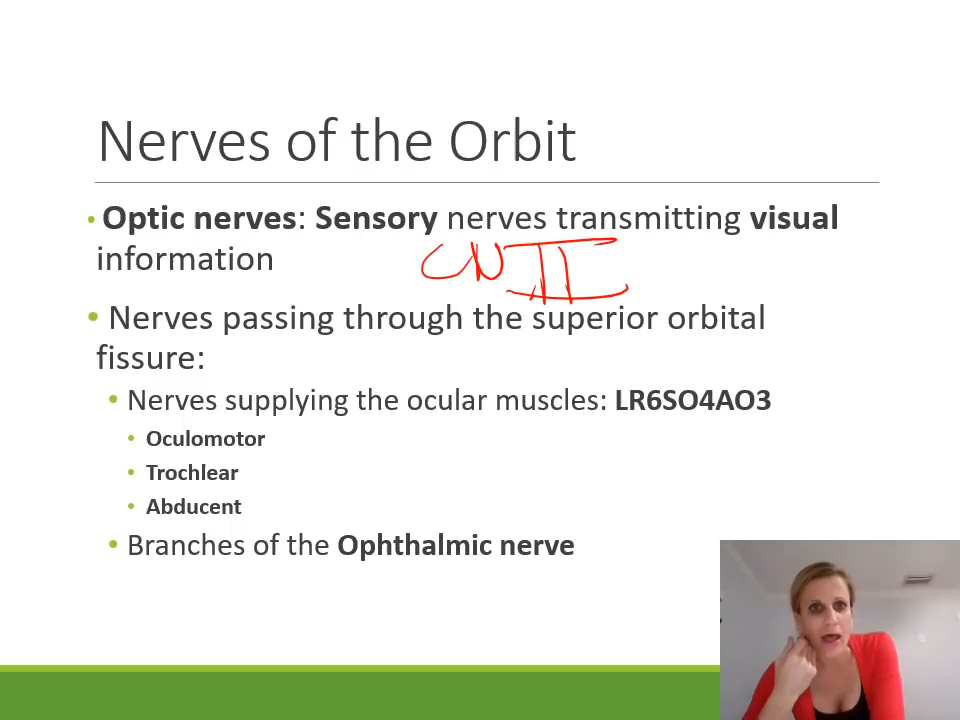 Nerves of the Orbit
• Optic nerves: Sensory nerves transmitting visual
information
CN II
• Nerves passing through the superior orbital
fissure:
• Nerves supplying the ocular muscles: LR6SO4AO3
• Oculomotor
• Trochlear
• Abducent
• Branches of the Ophthalmic nerve